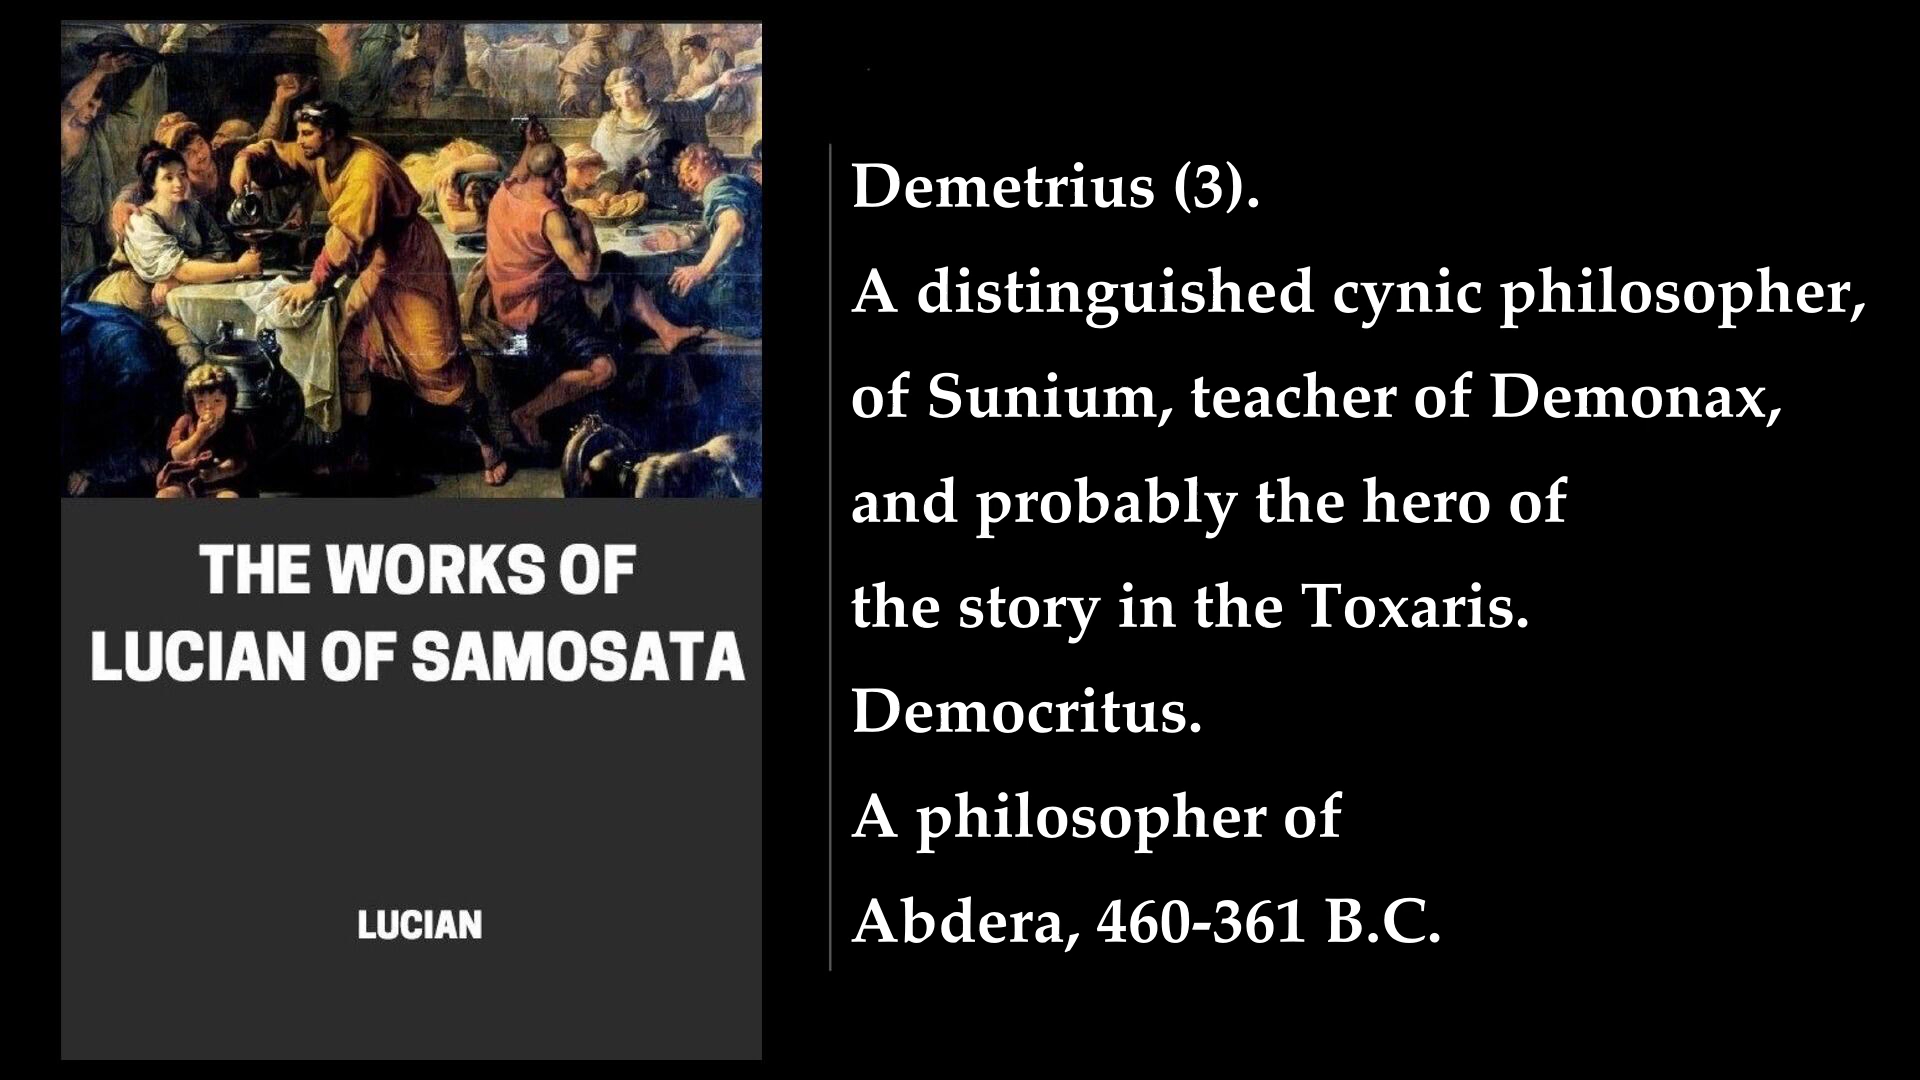 THE WORKS OF
LUCIAN OF SAMOSATA
LUCIAN
Demetrius (3).
A distinguished cynic philosopher,
of Sunium, teacher of Demonax,
and probably the hero of
the story in the Toxaris.
Democritus.
A philosopher of
Abdera, 460-361 B.C.